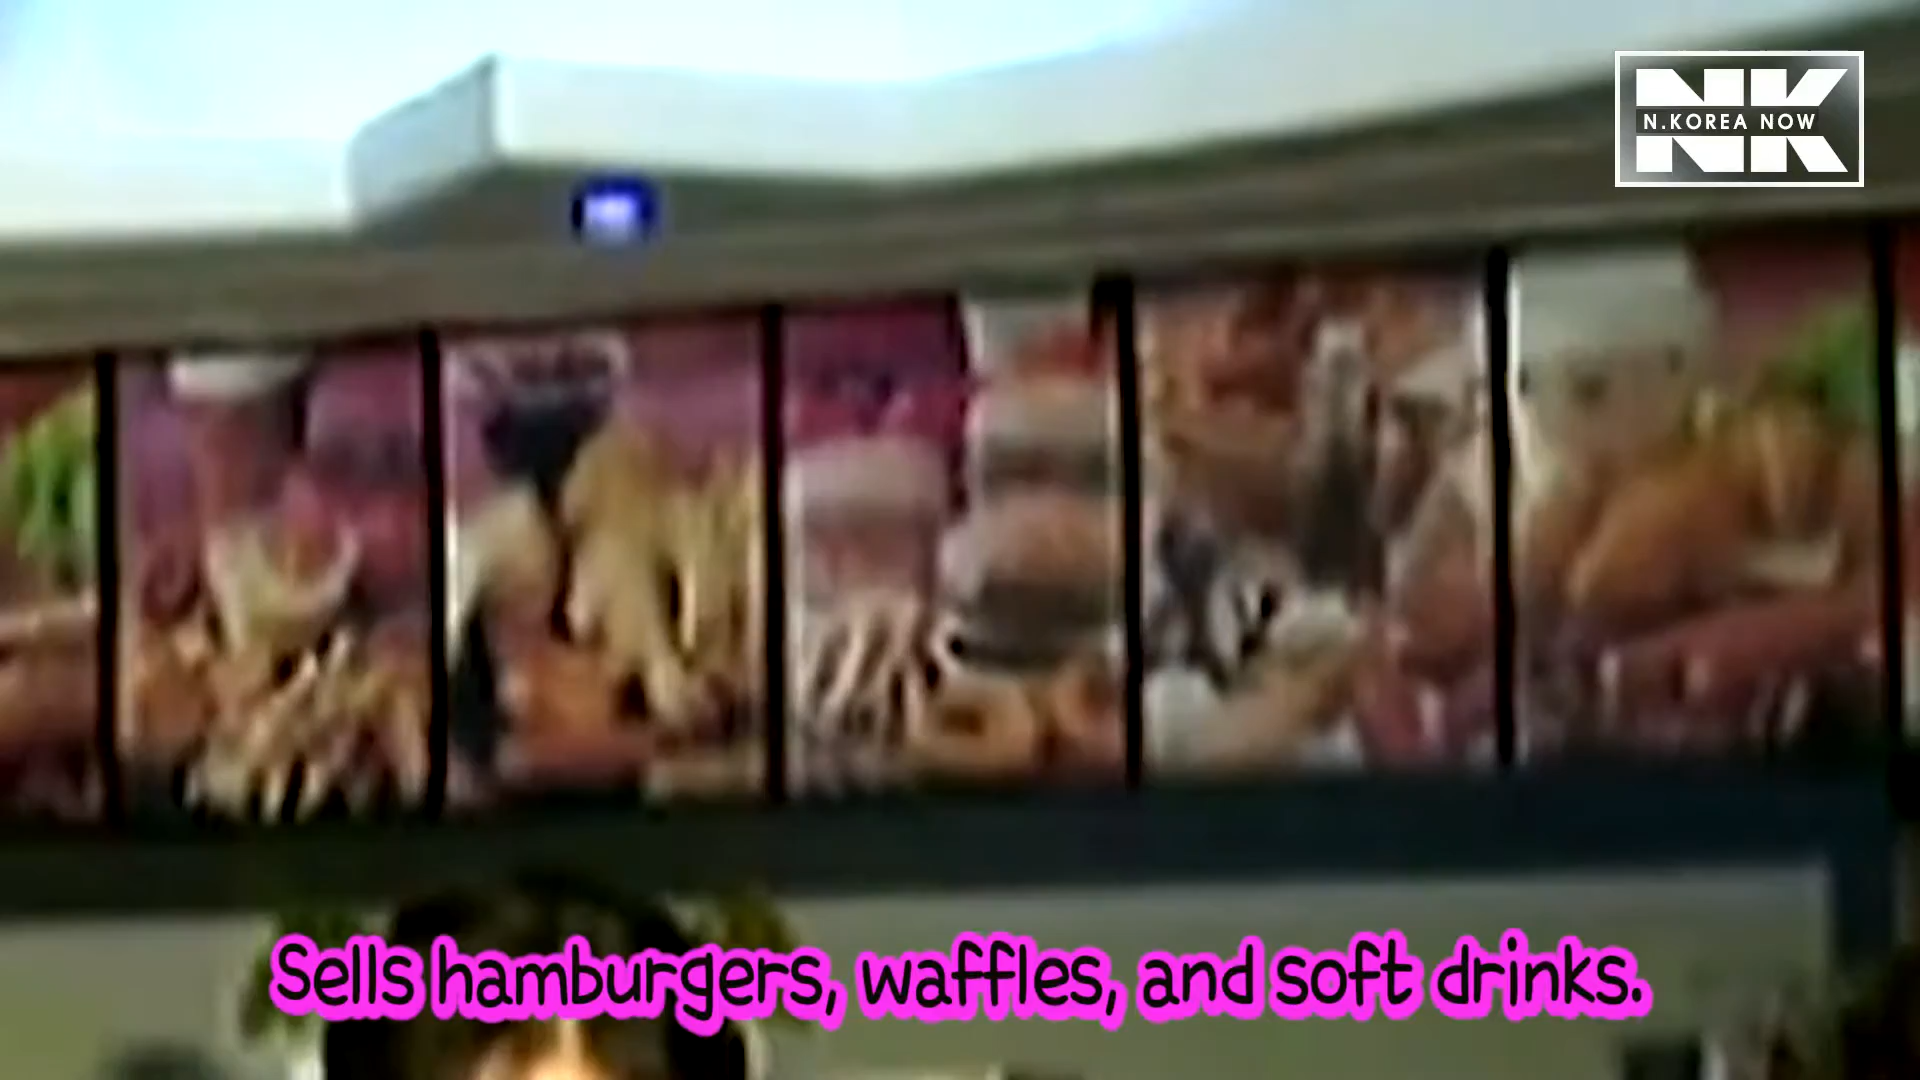 N.KOREA NOW
NK
Sells hamburgers, waffles, and soft drinks.